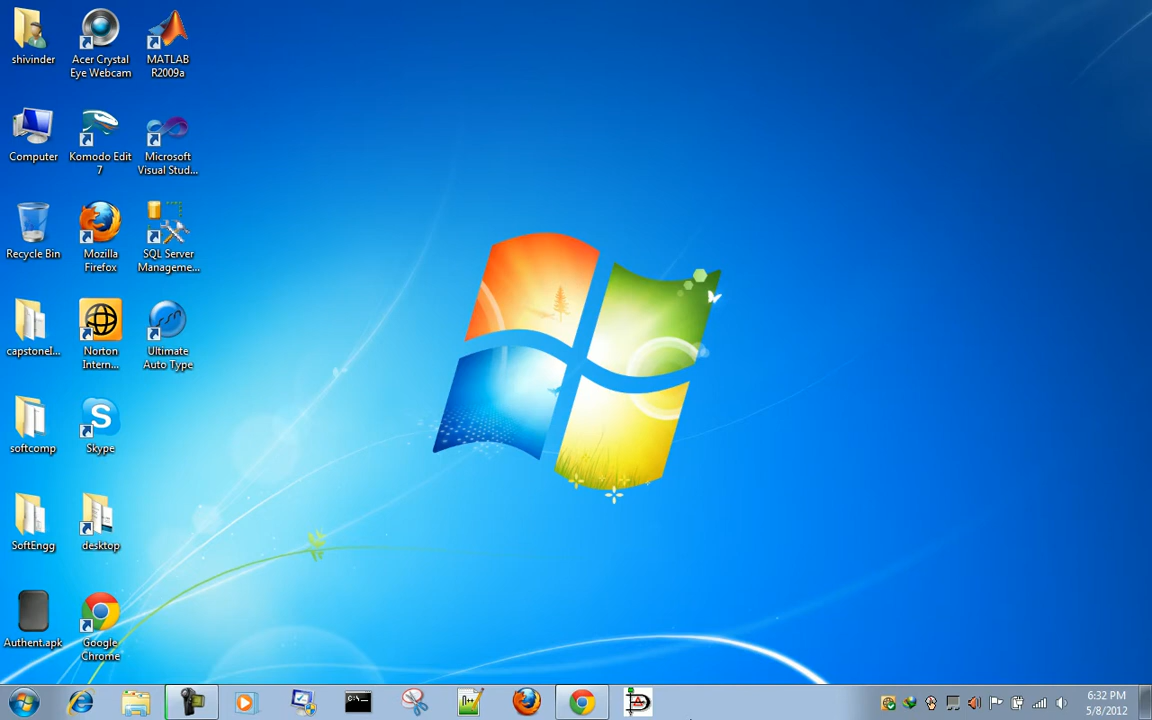 shivinder
Acer Crystal
Eye Webcam
MATLAB
R2009a
Computer
Komodo Edit
7
Microsoft
Visual Stud...
Recycle Bin
Mozilla
Firefox
SQL Server
Manageme...
capstoneI...
Norton
Intern...
Ultimate
Auto Type
softcomp
Skype
SoftEngg
desktop
Authent.apk
Google
Chrome
6:32 PM
5/8/2012